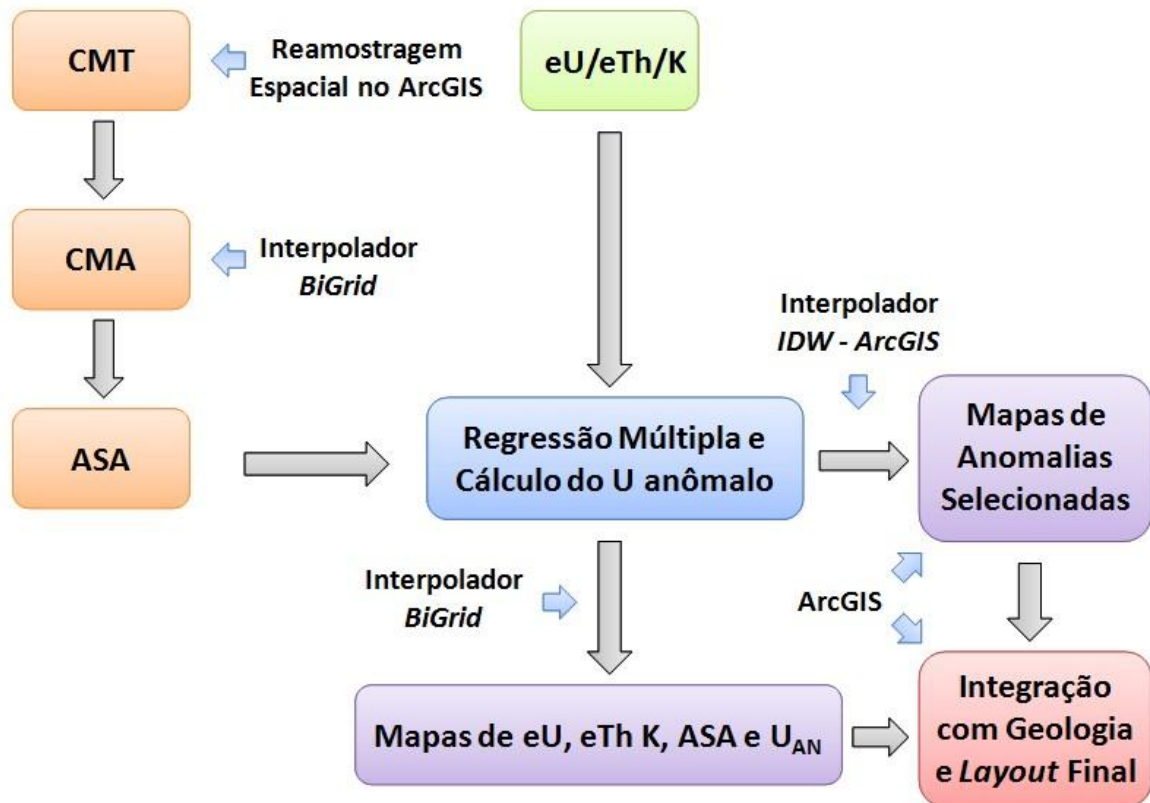 CMT
Reamostragem
Espacial no ArcGIS
eU/eTh/K
CMA
Interpolador
BiGrid
Interpolador
IDW - ArcGIS
ASA
Regressão Múltipla e
Cálculo do U anômalo
Mapas de
Anomalias
Selecionadas
Interpolador
BiGrid
ArcGIS
Mapas de eU, eTh K, ASA e UAN
Integração
com Geologia
e Layout Final